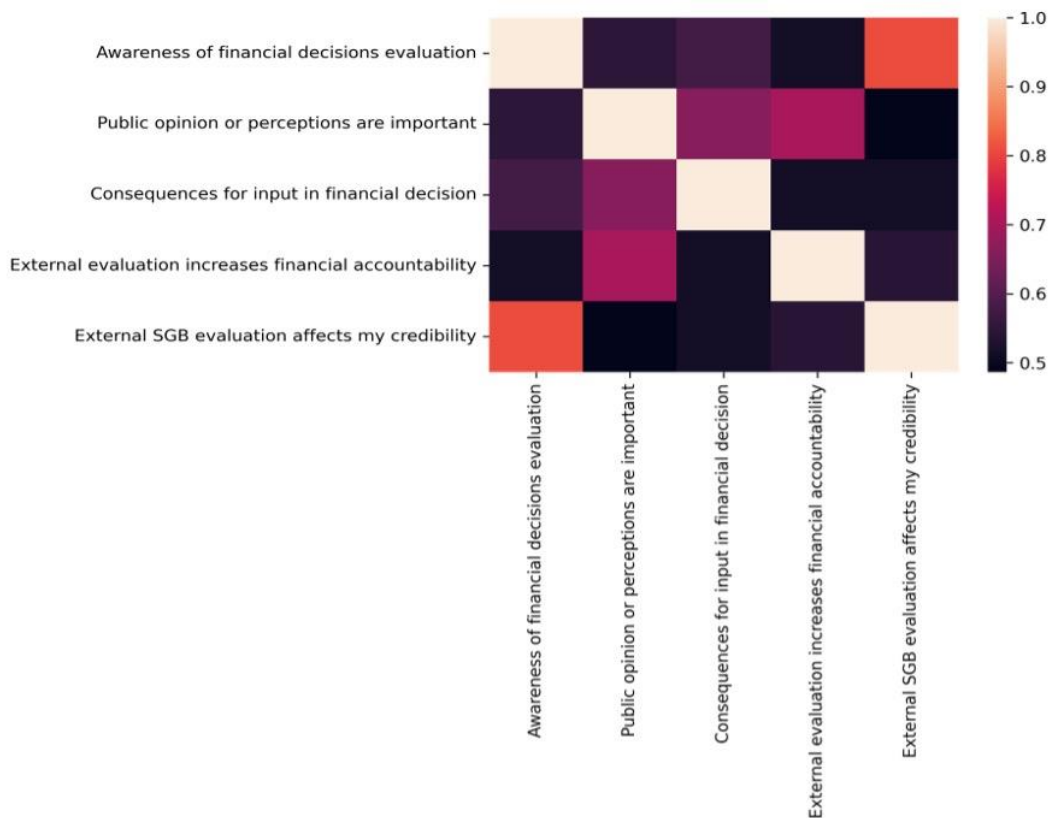 Awareness of financial decisions evaluation
Public opinion or perceptions are important
Consequences for input in financial decision
External evaluation increases financial accountability
External SGB evaluation affects my credibility
1.0
0.9
0.8
0.7
0.6
0.5
Awareness of financial decisions evaluation
Public opinion or perceptions are important
Consequences for input in financial decision
External evaluation increases financial accountability
External SGB evaluation affects my credibility